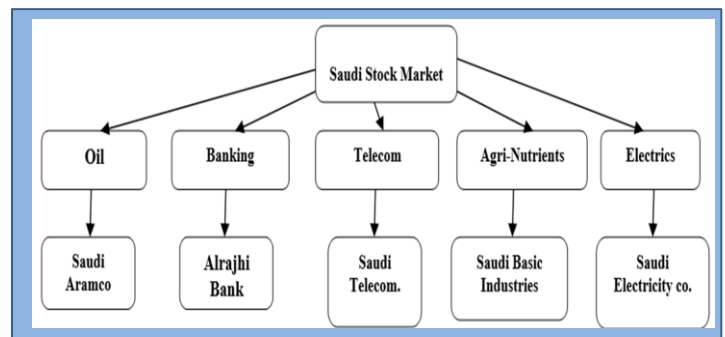 Saudi Stock Market
Oil
Banking
Telecom
Agri-Nutrients
Electrics
Saudi
Aramco
Alrajhi
Bank
Saudi
Telecom.
Saudi Basic
Industries
Saudi
Electricity co.